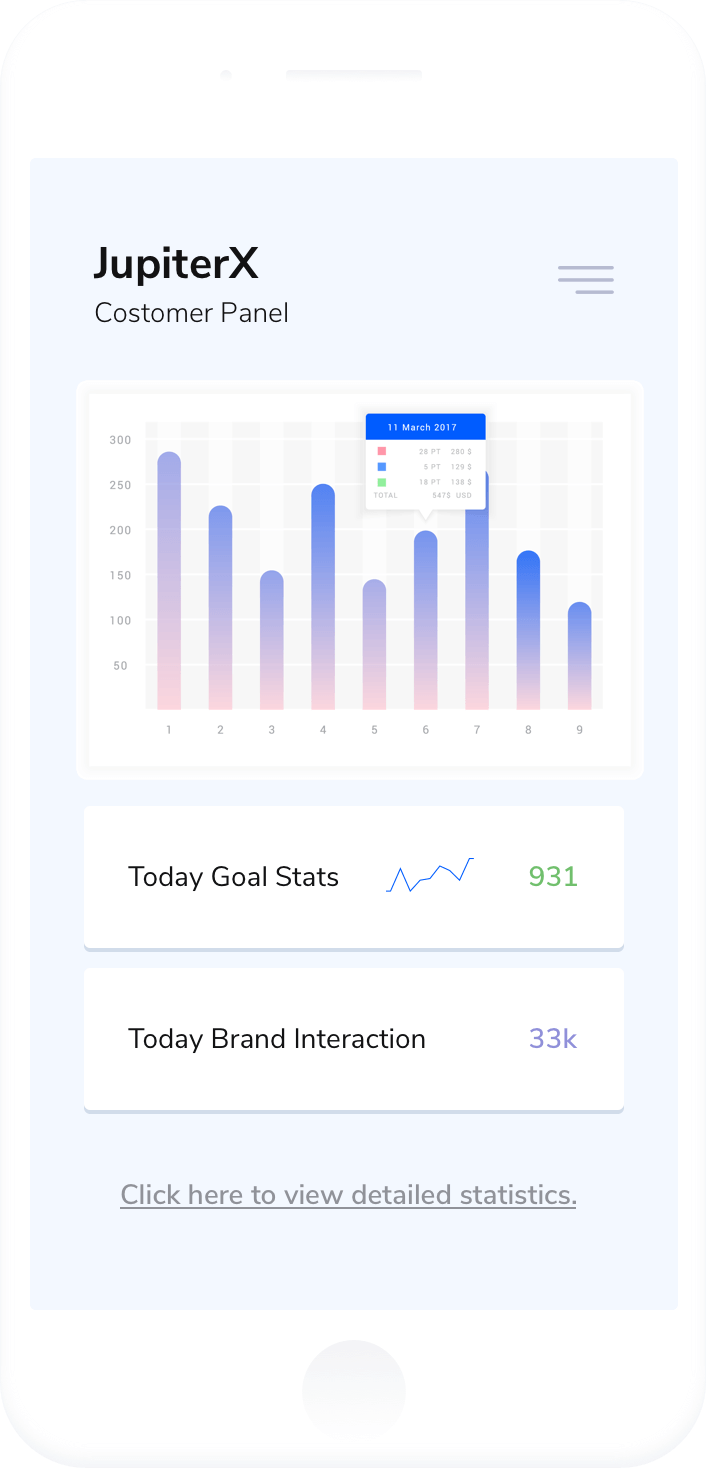 JupiterX
Costomer Panel
11 March 2017
28 PT 280 $
5 PT 129 $
18 PT 138 $
TOTAL 547$ USD
300
250
200
150
100
50
1 2 3 4 5 6 7 8 9
Today Goal Stats 931
Today Brand Interaction 33k
Click here to view detailed statistics.